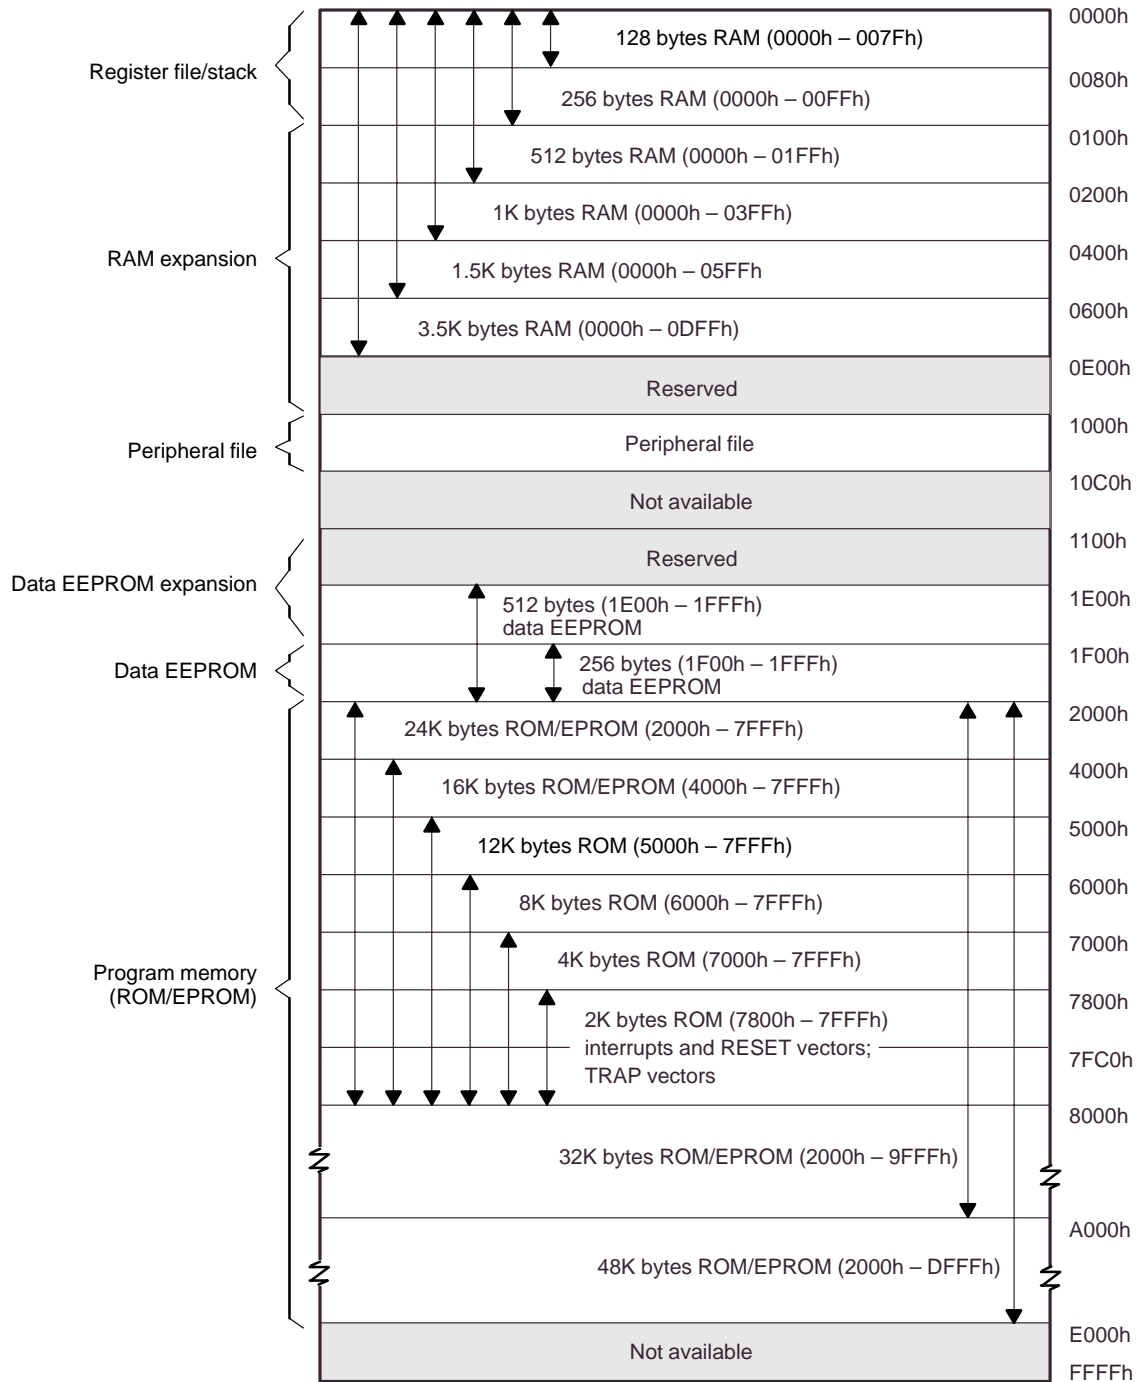 0000h
128 bytes RAM (0000h – 007Fh)
Register file/stack
0080h
256 bytes RAM (0000h – 00FFh)
0100h
512 bytes RAM (0000h – 01FFh)
0200h
1K bytes RAM (0000h – 03FFh)
RAM expansion
0400h
1.5K bytes RAM (0000h – 05FFh
0600h
3.5K bytes RAM (0000h – 0DFFh)
0E00h
Reserved
1000h
Peripheral file
Peripheral file
10C0h
Not available
1100h
Reserved
Data EEPROM expansion
1E00h
512 bytes (1E00h – 1FFFh)
data EEPROM
1F00h
Data EEPROM
256 bytes (1F00h – 1FFFh)
data EEPROM
2000h
24K bytes ROM/EPROM (2000h – 7FFFh)
4000h
16K bytes ROM/EPROM (4000h – 7FFFh)
5000h
12K bytes ROM (5000h – 7FFFh)
6000h
8K bytes ROM (6000h – 7FFFh)
7000h
4K bytes ROM (7000h – 7FFFh)
Program memory
(ROM/EPROM)
7800h
2K bytes ROM (7800h – 7FFFh)
interrupts and RESET vectors;
TRAP vectors
7FC0h
8000h
32K bytes ROM/EPROM (2000h – 9FFFh)
A000h
48K bytes ROM/EPROM (2000h – DFFFh)
E000h
Not available
FFFFh